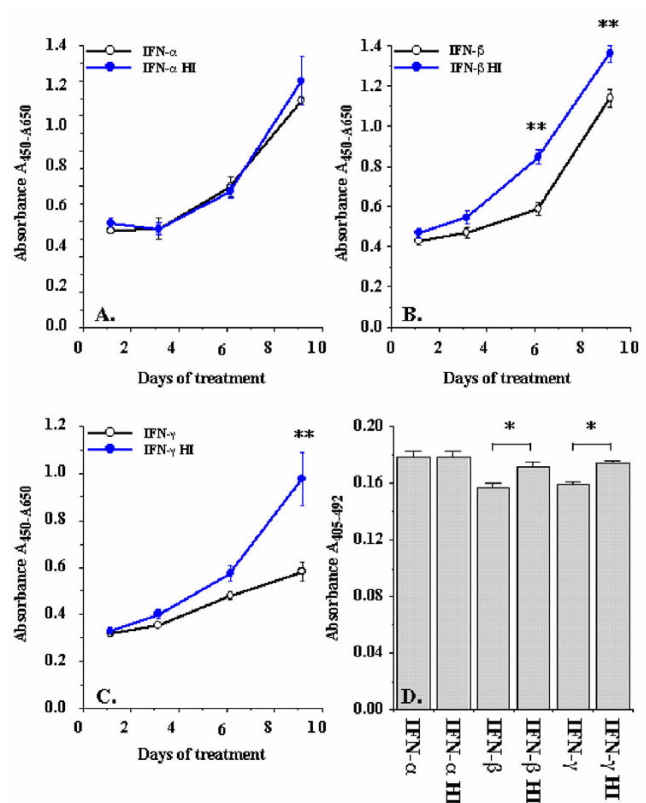 IFN-α
IFN-α HI
1.4
1.2
1.0
0.8
0.6
0.4
0.2
0.0
Absorbance A450-A650
A.
0 2 4 6 8 10
Days of treatment
IFN-β
IFN-β HI
**
**
1.4
1.2
1.0
0.8
0.6
0.4
0.2
0.0
Absorbance A450-A650
B.
0 2 4 6 8 10
Days of treatment
IFN-γ
IFN-γ HI
**
1.2
1.0
0.8
0.6
0.4
0.2
0.0
Absorbance A450-A650
C.
0 2 4 6 8 10
Days of treatment
* *
0.20
0.16
0.12
0.08
0.04
0.00
Absorbance A405-492
D.
IFN-α
IFN-α HI
IFN-β
IFN-β HI
IFN-γ
IFN-γ HI